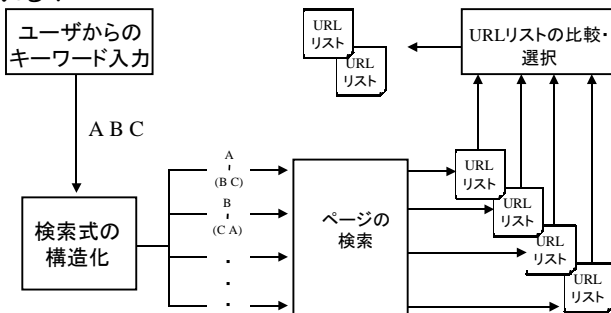 ユーザからの
キーワード入力
A B C
検索式の
構造化
A
(B C)
B
(C A)
ページの
検索
URL
リスト
URL
リスト
URL
リスト
URL
リスト
URLリストの比較・
選択
URL
リスト
URL
リスト